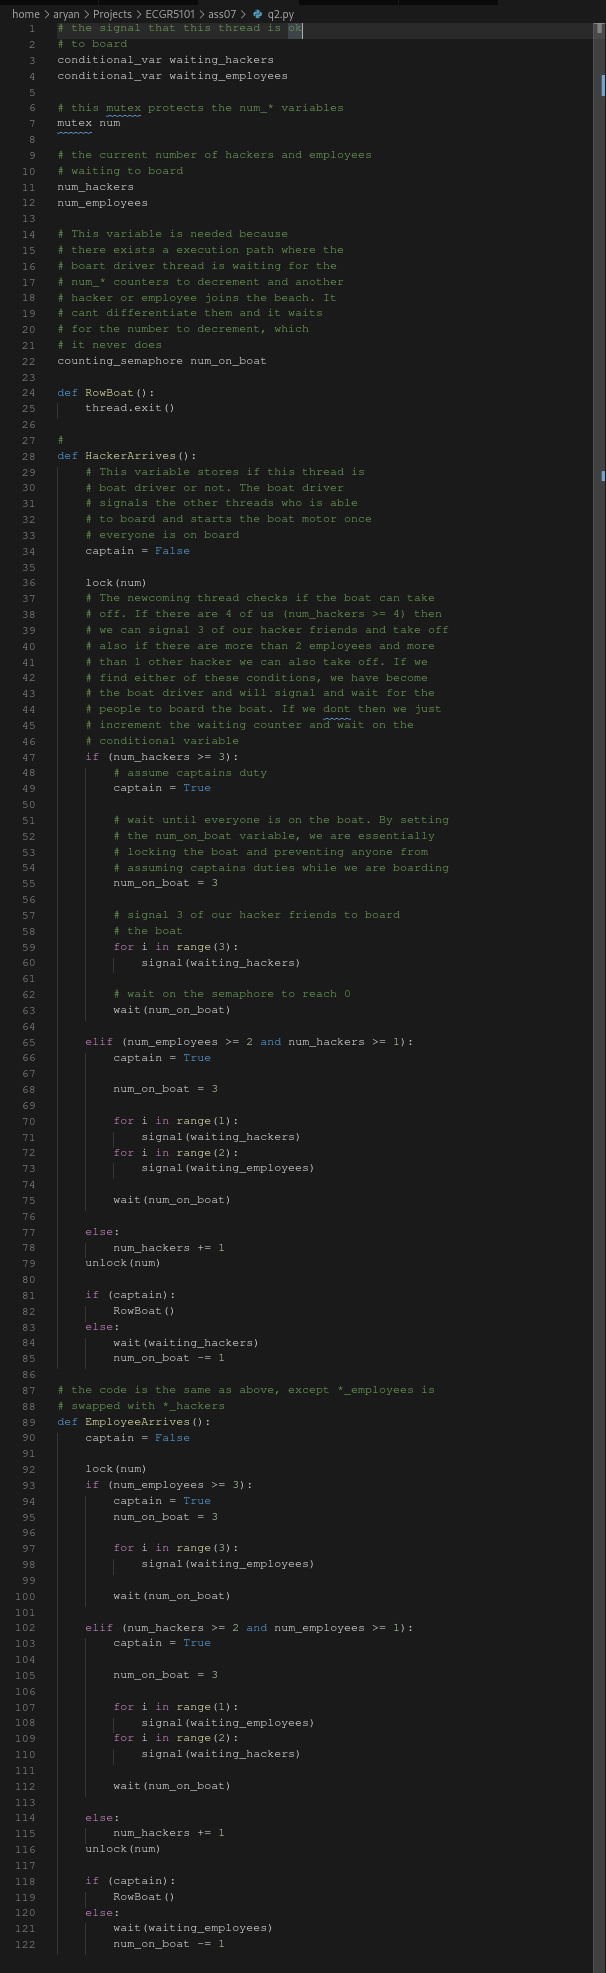 home > aryan > Projects > ECGR5101 > ass07 > q2.py
1 # the signal that this thread is ok
2 # to board
3 conditional_var waiting_hackers
4 conditional_var waiting_employees
5
6 # this mutex protects the num_* variables
7 mutex num
8
9 # the current number of hackers and employees
10 # waiting to board
11 num_hackers
12 num_employees
13
14 # This variable is needed because
15 # there exists a execution path where the
16 # boart driver thread is waiting for the
17 # num_* counters to decrement and another
18 # hacker or employee joins the beach. It
19 # cant differentiate them and it waits
20 # for the number to decrement, which
21 # it never does
22 counting_semaphore num_on_boat
23
24 def RowBoat():
25     thread.exit()
26
27 #
28 def HackerArrives():
29     # This variable stores if this thread is
30     # boat driver or not. The boat driver
31     # signals the other threads who is able
32     # to board and starts the boat motor once
33     # everyone is on board
34     captain = False
35
36     lock(num)
37     # The newcoming thread checks if the boat can take
38     # off. If there are 4 of us (num_hackers >= 4) then
39     # we can signal 3 of our hacker friends and take off
40     # also if there are more than 2 employees and more
41     # than 1 other hacker we can also take off. If we
42     # find either of these conditions, we have become
43     # the boat driver and will signal and wait for the
44     # people to board the boat. If we dont then we just
45     # increment the waiting counter and wait on the
46     # conditional variable
47     if (num_hackers >= 3):
48         # assume captains duty
49         captain = True
50
51         # wait until everyone is on the boat. By setting
52         # the num_on_boat variable, we are essentially
53         # locking the boat and preventing anyone from
54         # assuming captains duties while we are boarding
55         num_on_boat = 3
56
57         # signal 3 of our hacker friends to board
58         # the boat
59         for i in range(3):
60             signal(waiting_hackers)
61
62         # wait on the semaphore to reach 0
63         wait(num_on_boat)
64
65     elif (num_employees >= 2 and num_hackers >= 1):
66         captain = True
67
68         num_on_boat = 3
69
70         for i in range(1):
71             signal(waiting_hackers)
72         for i in range(2):
73             signal(waiting_employees)
74
75         wait(num_on_boat)
76
77     else:
78         num_hackers += 1
79     unlock(num)
80
81     if (captain):
82         RowBoat()
83     else:
84         wait(waiting_hackers)
85         num_on_boat -= 1
86
87 # the code is the same as above, except *_employees is
88 # swapped with *_hackers
89 def EmployeeArrives():
90     captain = False
91
92     lock(num)
93     if (num_employees >= 3):
94         captain = True
95         num_on_boat = 3
96
97         for i in range(3):
98             signal(waiting_employees)
99
100         wait(num_on_boat)
101
102     elif (num_hackers >= 2 and num_employees >= 1):
103         captain = True
104
105         num_on_boat = 3
106
107         for i in range(1):
108             signal(waiting_employees)
109         for i in range(2):
110             signal(waiting_hackers)
111
112         wait(num_on_boat)
113
114     else:
115         num_hackers += 1
116     unlock(num)
117
118     if (captain):
119         RowBoat()
120     else:
121         wait(waiting_employees)
122         num_on_boat -= 1